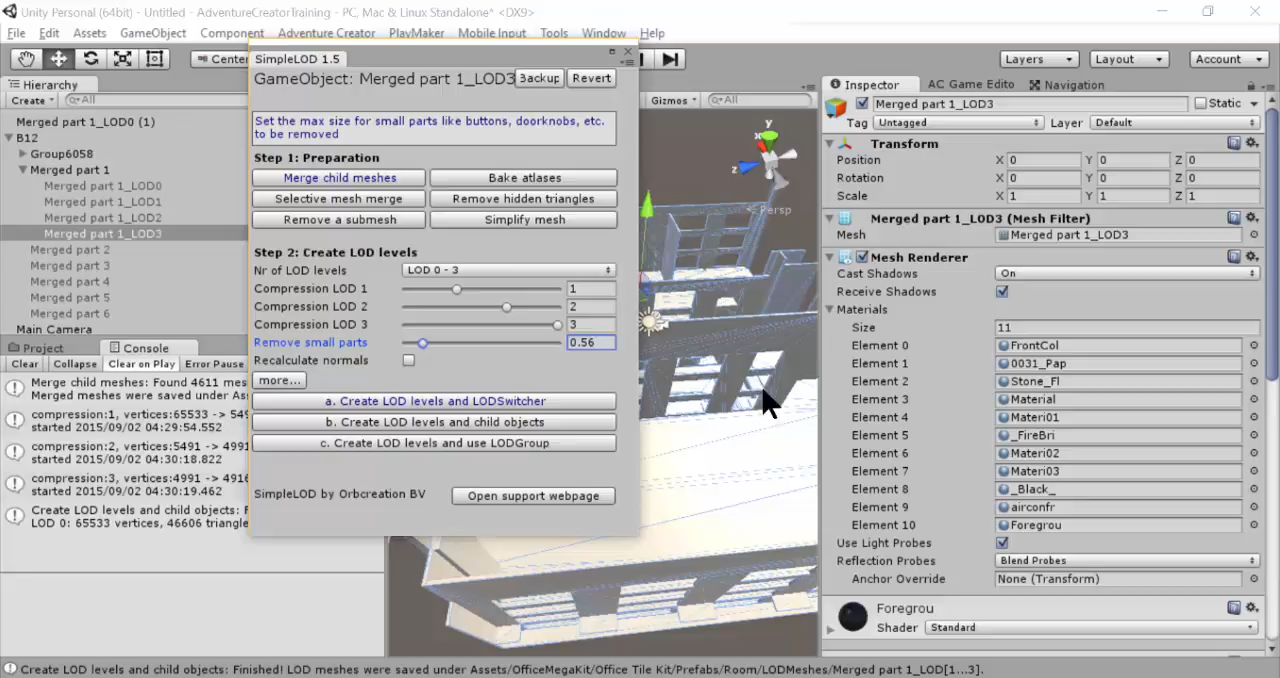 Unity Personal (64bit) - Untitled - AdventureCreatorTraining - PC, Mac & Linux Standalone* <DX9>
File Edit Assets GameObject Component Adventure Creator PlayMaker Mobile Input Tools Window Help
Center
Layers Layout Account
Hierarchy
Create All
Merged part 1_LOD0 (1)
B12
Group6058
Merged part 1
Merged part 1_LOD0
Merged part 1_LOD1
Merged part 1_LOD2
Merged part 1_LOD3
Merged part 2
Merged part 3
Merged part 4
Merged part 5
Merged part 6
Main Camera
Project Console
Clear Collapse Clear on Play Error Pause
Merge child meshes: Found 4611 mes
Merged meshes were saved under As
compression:1, vertices:65533 -> 549
started 2015/09/02 04:29:54.552
compression:2, vertices:5491 -> 4991
started 2015/09/02 04:30:18.822
compression:3, vertices:4991 -> 4916
started 2015/09/02 04:30:19.462
Create LOD levels and child objects: F
LOD 0: 65533 vertices, 46606 triangle
SimpleLOD 1.5
GameObject: Merged part 1_LOD3 Backup Revert
Set the max size for small parts like buttons, doorknobs, etc.
to be removed
Step 1: Preparation
Merge child meshes Bake atlases
Selective mesh merge Remove hidden triangles
Remove a submesh Simplify mesh
Step 2: Create LOD levels
Nr of LOD levels LOD 0 - 3
Compression LOD 1 1
Compression LOD 2 2
Compression LOD 3 3
Remove small parts 0.56
Recalculate normals
more...
a. Create LOD levels and LODSwitcher
b. Create LOD levels and child objects
c. Create LOD levels and use LODGroup
SimpleLOD by Orbcreation BV Open support webpage
Gizmos All
y
x
z
Persp
Inspector AC Game Edito Navigation
Merged part 1_LOD3 Static
Tag Untagged Layer Default
Transform
Position X 0 Y 0 Z 0
Rotation X 0 Y 0 Z 0
Scale X 1 Y 1 Z 1
Merged part 1_LOD3 (Mesh Filter)
Mesh Merged part 1_LOD3
Mesh Renderer
Cast Shadows On
Receive Shadows
Materials
Size 11
Element 0 FrontCol
Element 1 0031_Pap
Element 2 Stone_Fl
Element 3 Material
Element 4 Materi01
Element 5 _FireBri
Element 6 Materi02
Element 7 Materi03
Element 8 _Black_
Element 9 airconfr
Element 10 Foregrou
Use Light Probes
Reflection Probes Blend Probes
Anchor Override None (Transform)
Foregrou
Shader Standard
Create LOD levels and child objects: Finished! LOD meshes were saved under Assets/OfficeMegaKit/Office Tile Kit/Prefabs/Room/LODMeshes/Merged part 1_LOD[1...3].